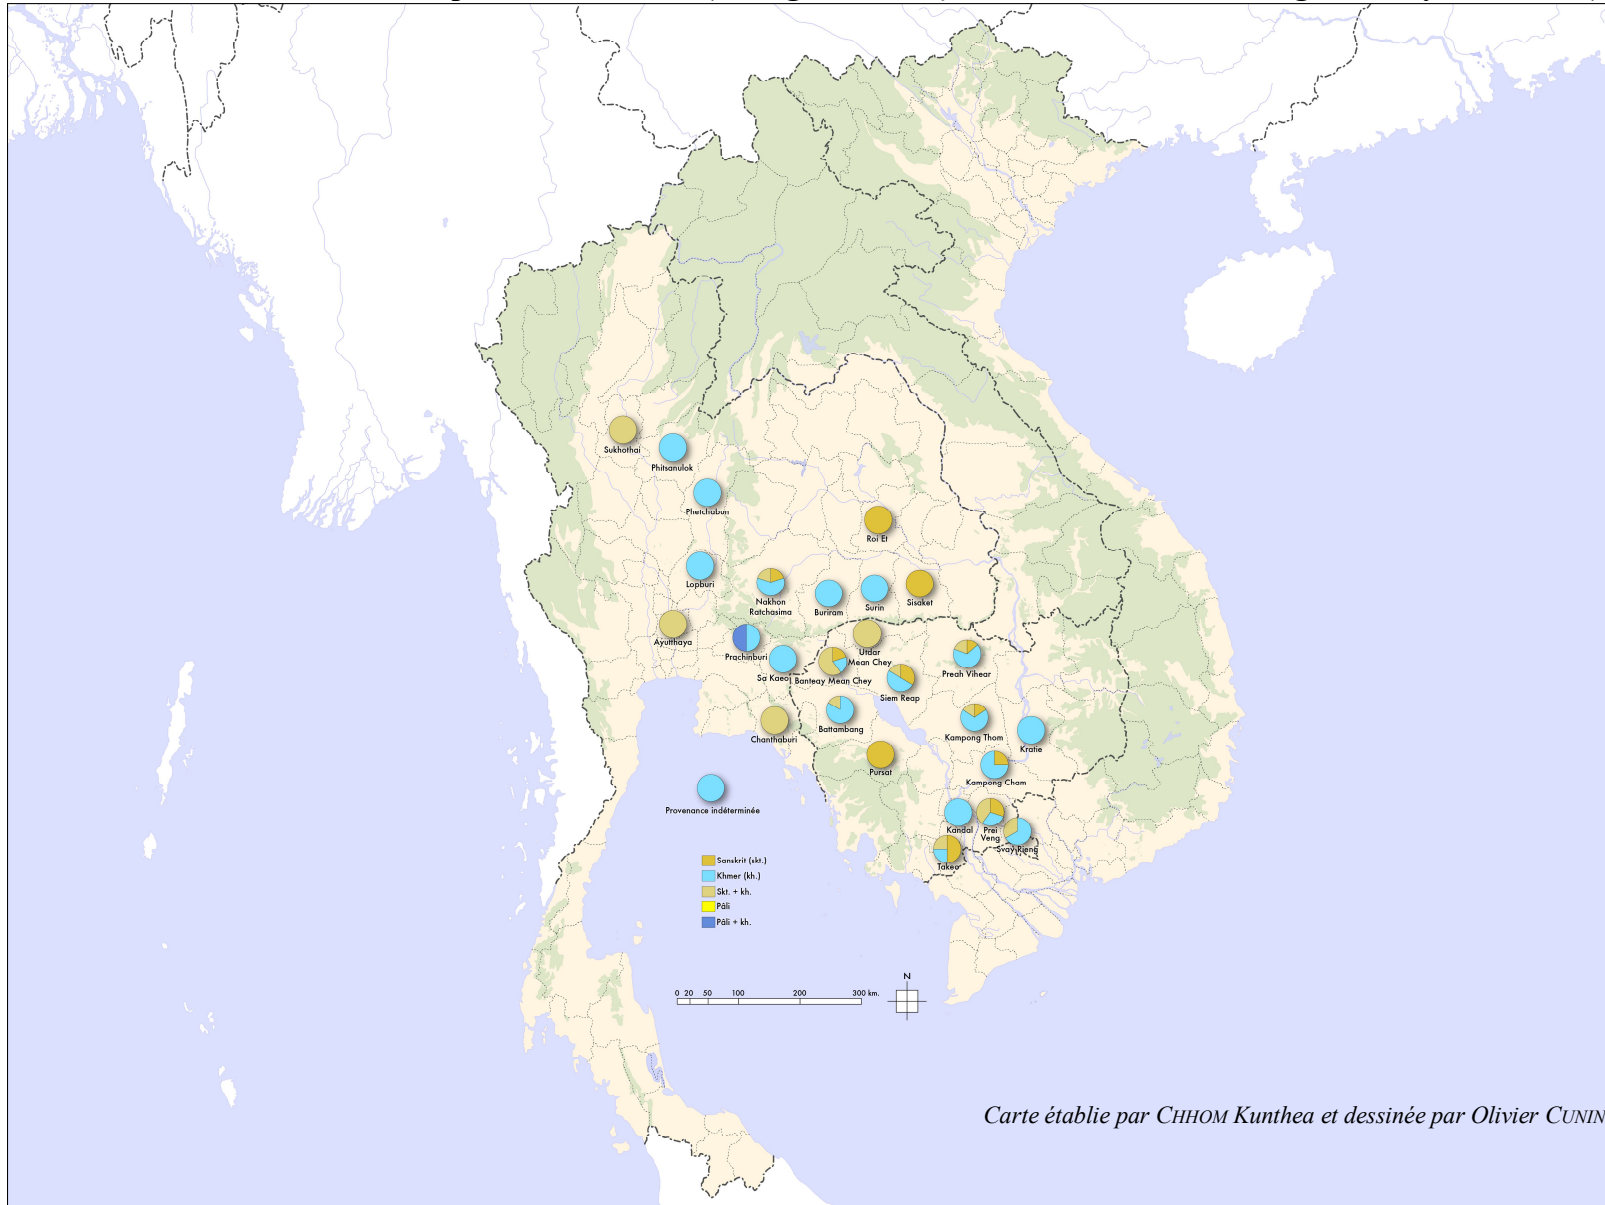 Sukhothai
Phitsanulok
Phetchabun
Roi Et
Lopburi
Nakhon
Ratchasima
Buriram
Surin
Sisaket
Ayutthaya
Prachinburi
Utdar
Mean Chey
Sa Kaeo
Banteay Mean Chey
Preah Vihear
Siem Reap
Battambang
Chanthaburi
Kampong Thom
Kratie
Pursat
Kampong Cham
Provenance indéterminée
Kandal
Prei
Veng
Svay Rieng
Takeo
Sanskrit (skt.)
Khmer (kh.)
Skt. + kh.
Pâli
Pâli + kh.
N
0 20 50 100 200 300 km.
Carte établie par CHHOM Kunthea et dessinée par Olivier CUNIN